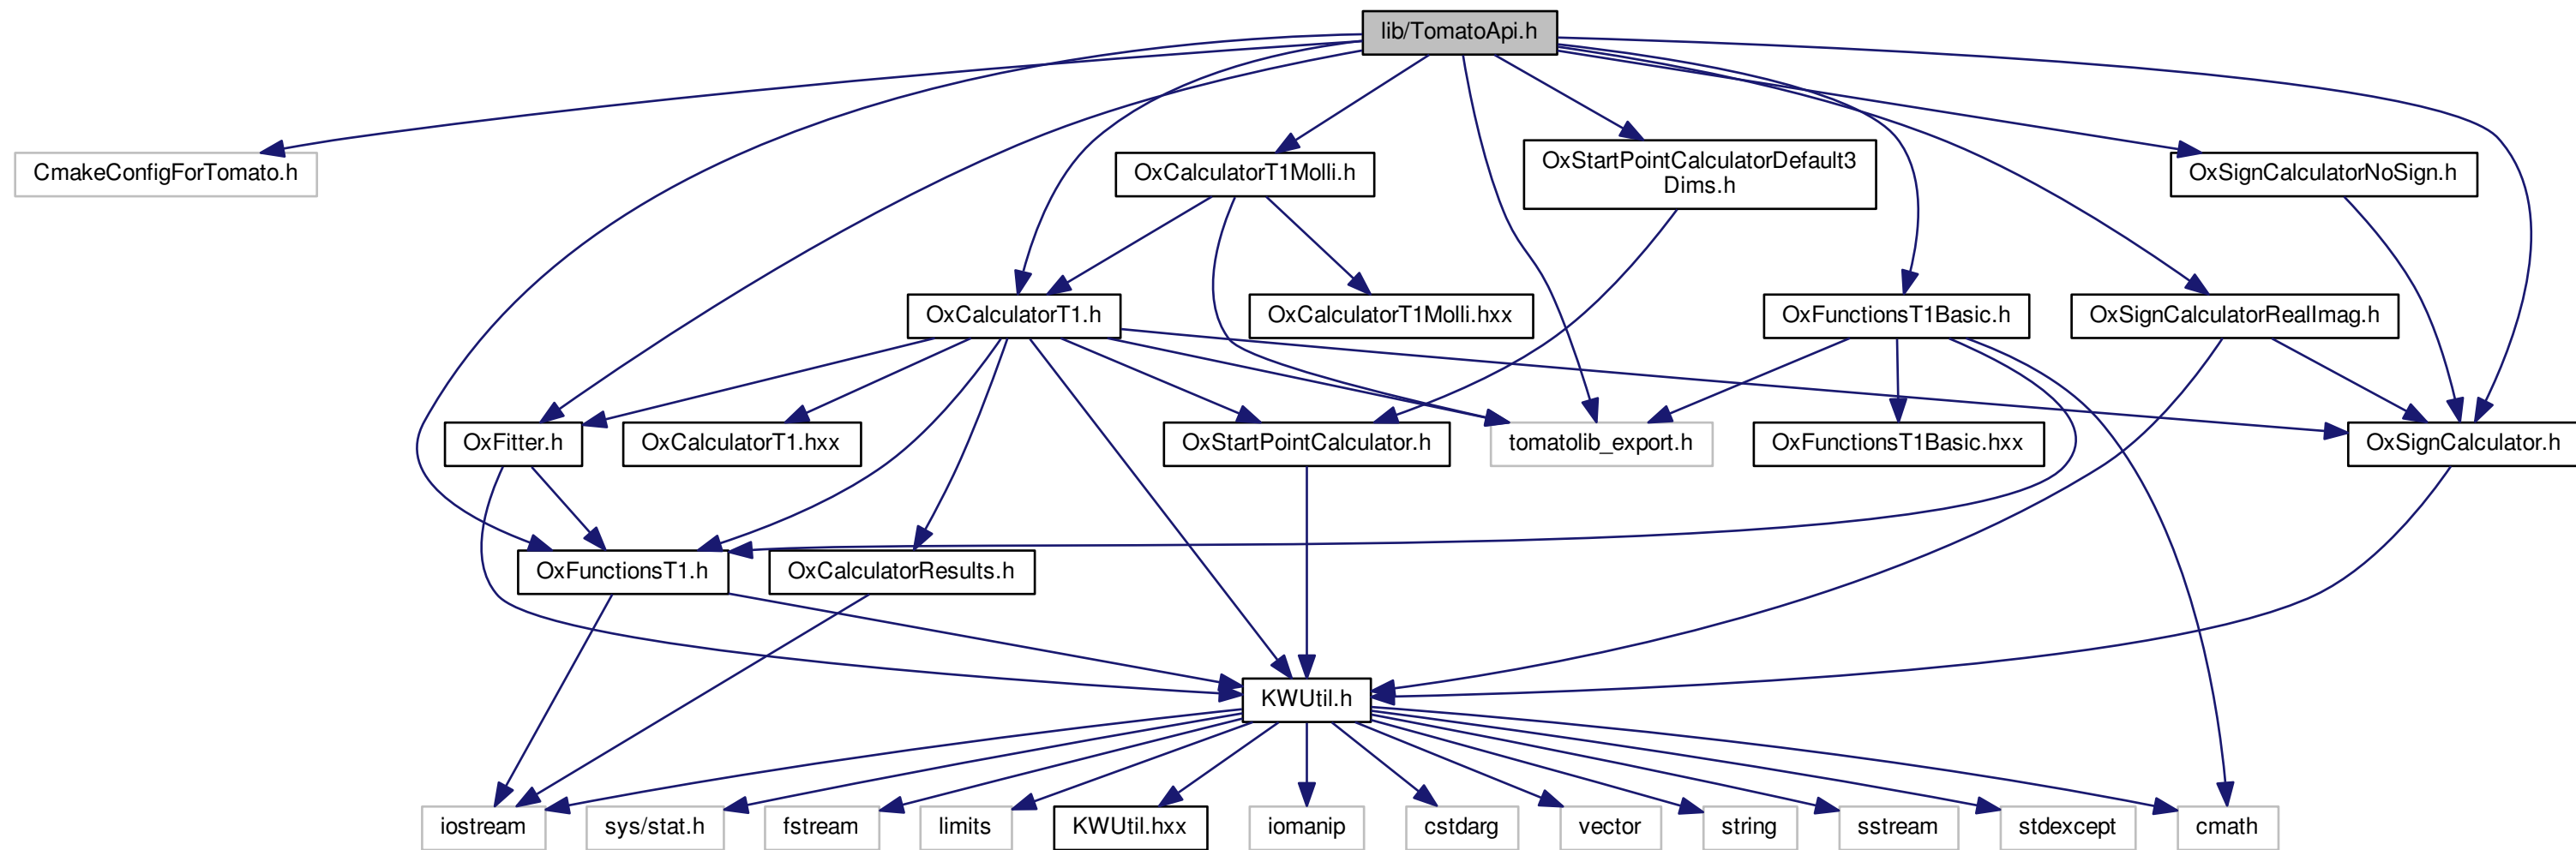 lib/TomatoApi.h
CmakeConfigForTomato.h
OxCalculatorT1Molli.h
OxStartPointCalculatorDefault3
Dims.h
OxSignCalculatorNoSign.h
OxCalculatorT1.h
OxCalculatorT1Molli.hxx
OxFunctionsT1Basic.h
OxSignCalculatorRealImag.h
OxFitter.h
OxCalculatorT1.hxx
OxStartPointCalculator.h
tomatolib_export.h
OxFunctionsT1Basic.hxx
OxSignCalculator.h
OxFunctionsT1.h
OxCalculatorResults.h
KWUtil.h
iostream
sys/stat.h
fstream
limits
KWUtil.hxx
iomanip
cstdarg
vector
string
sstream
stdexcept
cmath